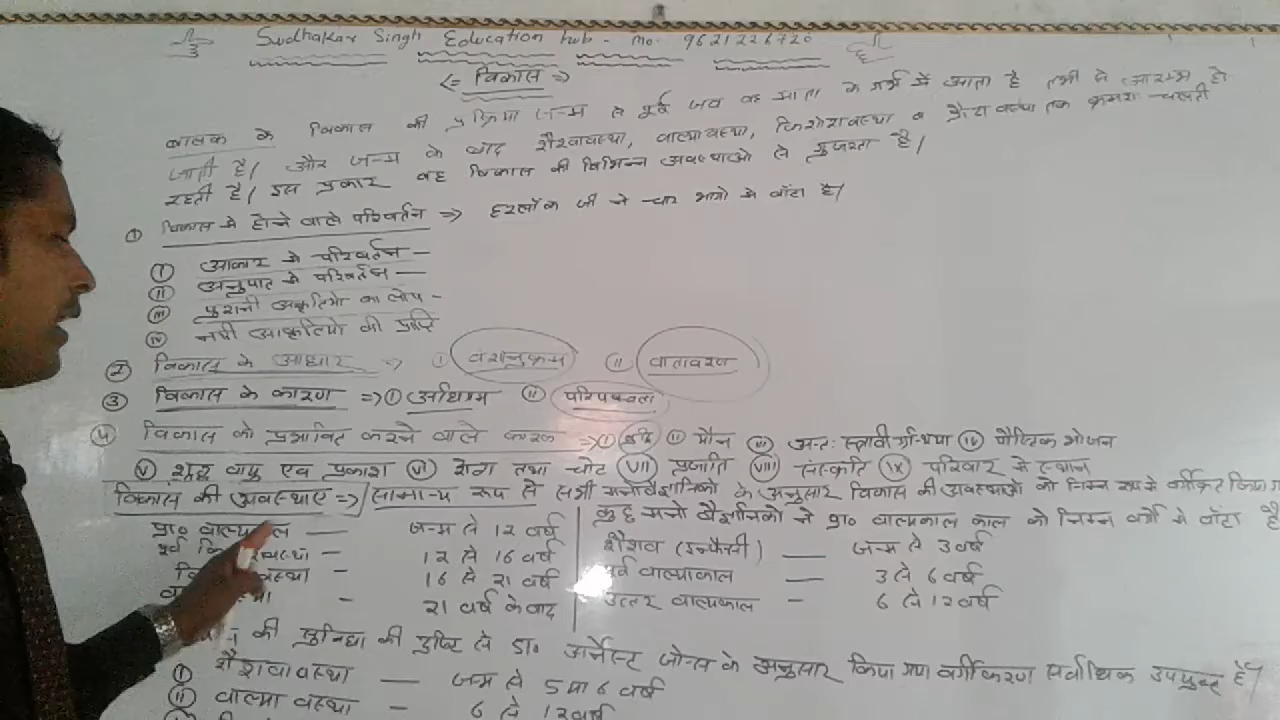 Sudhakar Singh Education hub - mo. 9621226720
<= विकास =>
बालक के विकास की प्रक्रिया जन्म से पूर्व जब वह माता के गर्भ में आता है तभी से आरम्भ हो
जाती है। और जन्म के बाद शैशवावस्था, बाल्यावस्था, किशोरावस्था व प्रौढावस्था तक क्रमशः चलती
रहती है। इस प्रकार वह विकास की विभिन्न अवस्थाओ से गुजरता है।
① विकास मे होने वाले परिवर्तन => हरलॉक जी ने चार भागो मे बाँटा है।
Ⓘ आकार मे परिवर्तन —
Ⅱ अनुपात मे परिवर्तन —
Ⅲ पुरानी आकृतियो का लोप -
Ⅳ नयी आकृतियो की प्राप्ति
② विकास के आधार => ① वंशानुक्रम Ⅱ वातावरण
③ विकास के कारण => ① अधिगम Ⅱ परिपक्वता
④ विकास को प्रभावित करने वाले कारक => ① बुद्धि Ⅱ यौन Ⅲ अन्तः स्त्रावी ग्रन्थिया Ⅳ पौष्टिक भोजन
Ⅴ शुद्ध वायु एवं प्रकाश Ⅵ रोग तथा चोट Ⅶ प्रजाति Ⅷ संस्कृति Ⅸ परिवार मे स्थान
विकास की अवस्थाए => सामान्य रूप से सभी मनोवैज्ञानिको के अनुसार विकास की अवस्थाओ को निम्न रूप से वर्गीकृत किया
कुछ मनोवैज्ञानिको ने प्रा० बाल्यकाल काल को निम्न वर्गो मे बाँटा है
प्रा० बाल्यकाल — जन्म से 12 वर्ष
12 से 16 वर्ष
16 से 21 वर्ष
21 वर्ष के बाद
शैशव (इन्फैन्सी) — जन्म से 3 वर्ष
पूर्व बाल्याकाल — 3 से 6 वर्ष
उत्तर बाल्यकाल - 6 से 12 वर्ष
की सुविधा की दृष्टि से डा० अर्नेस्ट जोन्स के अनुसार किया गया वर्गीकरण सर्वाधिक उपयुक्त है।
Ⓘ शैशवावस्था — जन्म से 5 या 6 वर्ष
Ⅱ बाल्यावस्था - 6 से 12 वर्ष